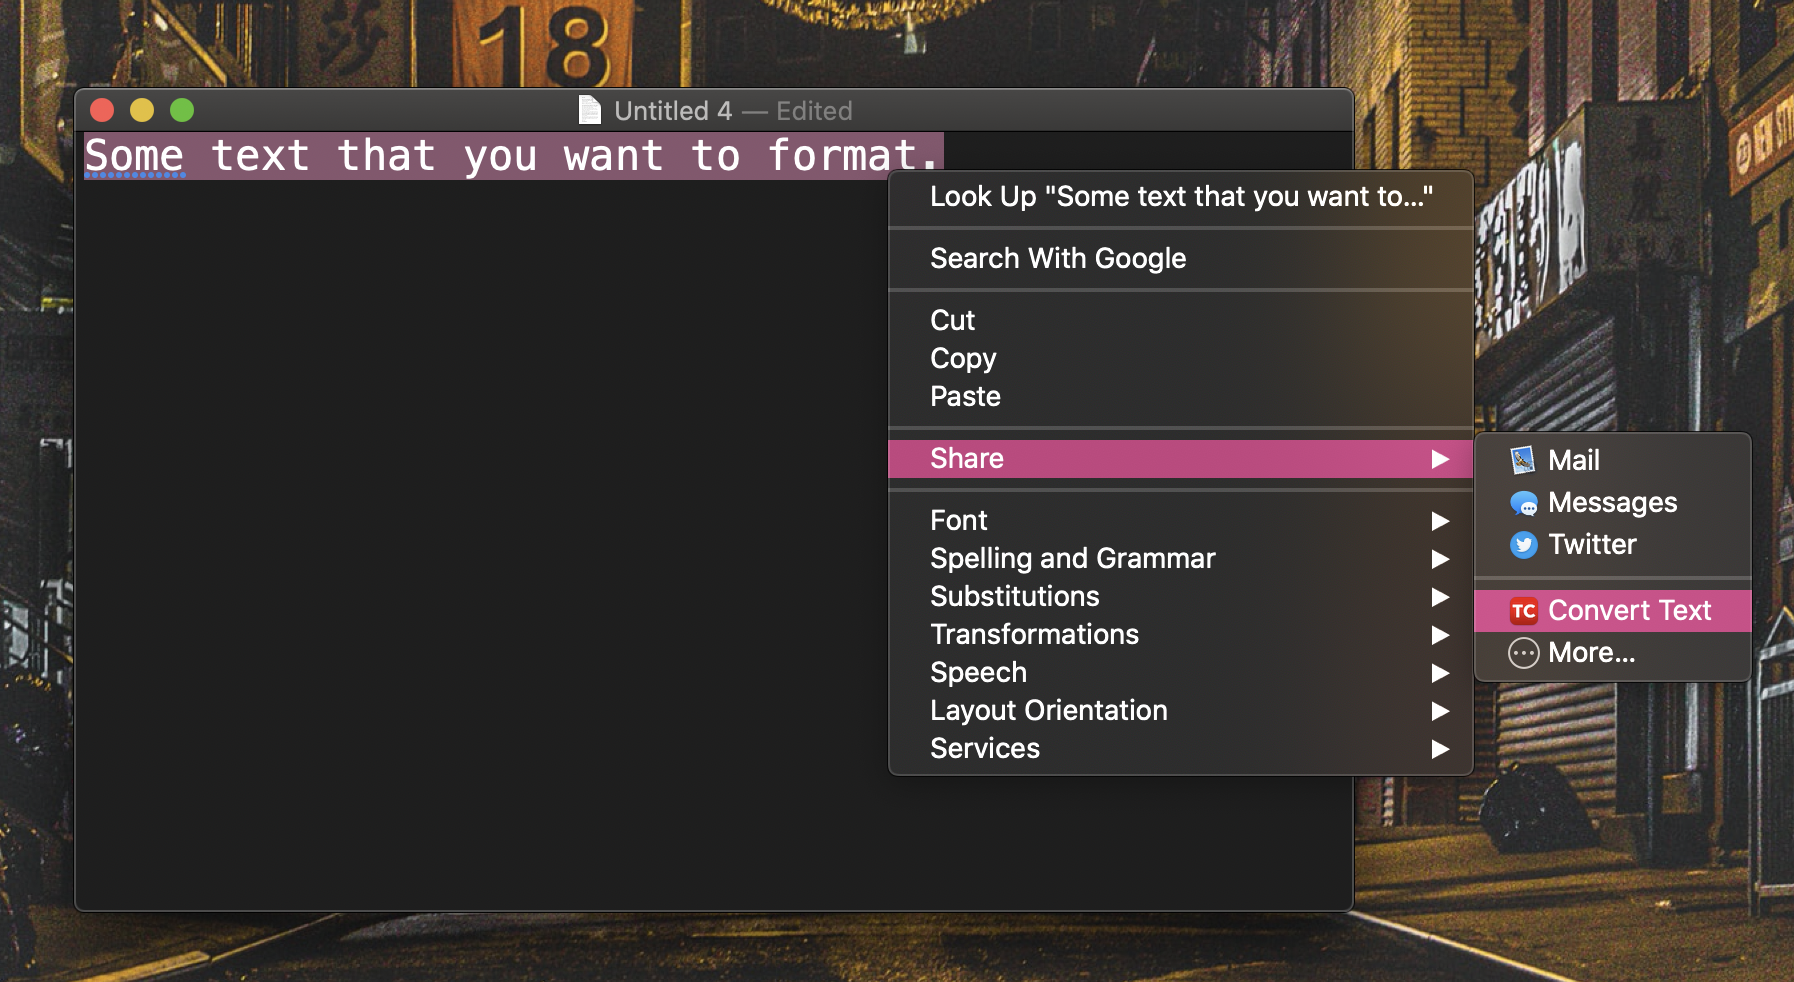 18
Untitled 4 — Edited
Some text that you want to format.
Look Up "Some text that you want to..."
Search With Google
Cut
Copy
Paste
Share
Font
Spelling and Grammar
Substitutions
Transformations
Speech
Layout Orientation
Services
Mail
Messages
Twitter
TC Convert Text
More...